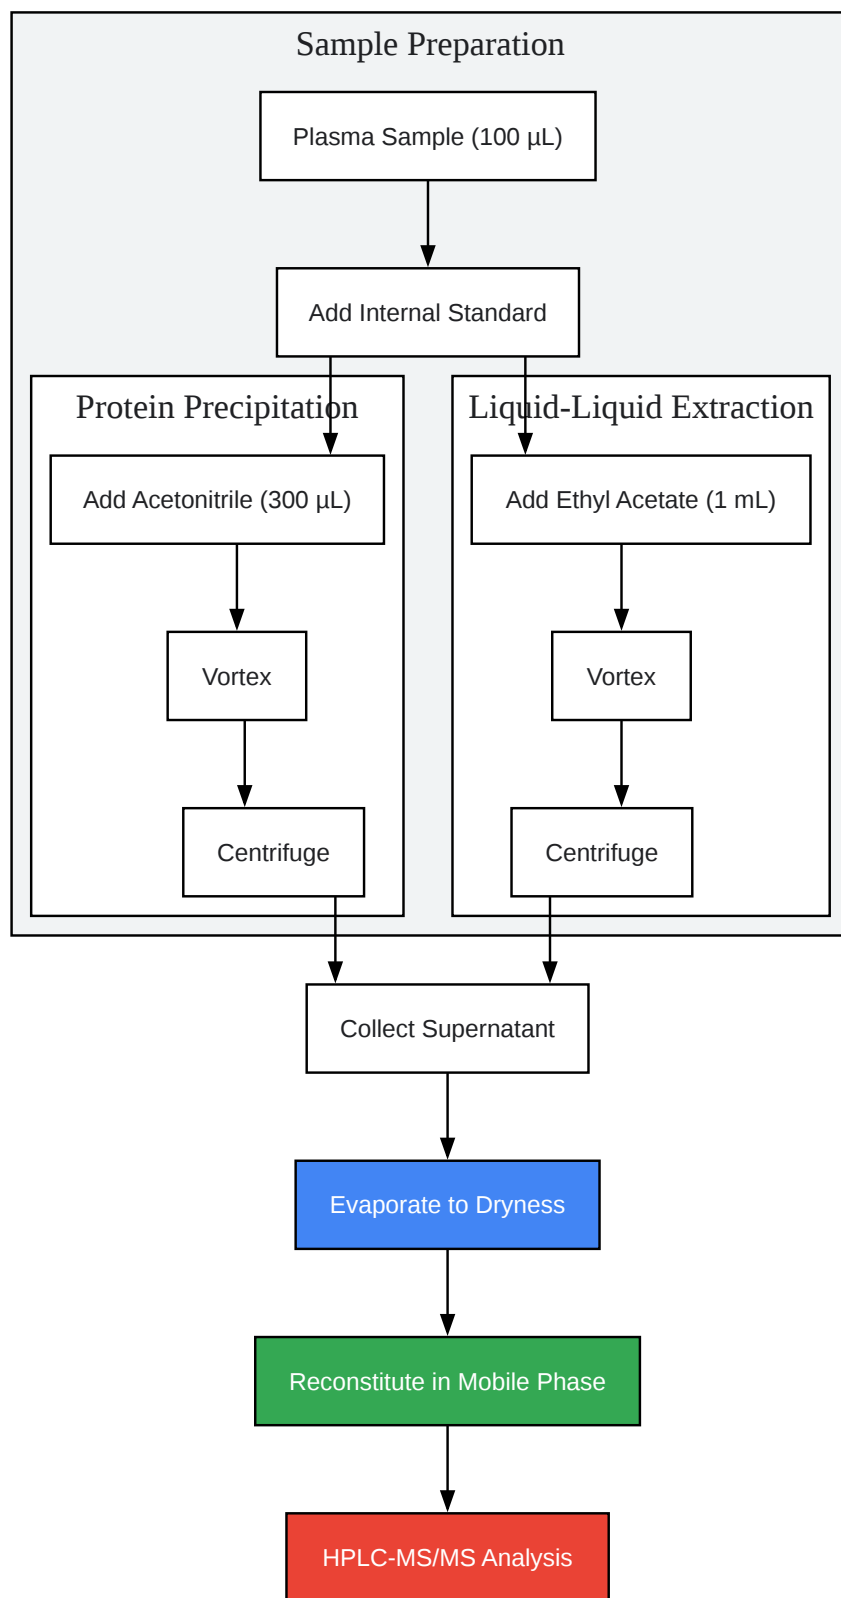 Sample Preparation
Plasma Sample (100 µL)
Add Internal Standard
Protein Precipitation
Add Acetonitrile (300 µL)
Vortex
Centrifuge
Liquid-Liquid Extraction
Add Ethyl Acetate (1 mL)
Vortex
Centrifuge
Collect Supernatant
Evaporate to Dryness
Reconstitute in Mobile Phase
HPLC-MS/MS Analysis